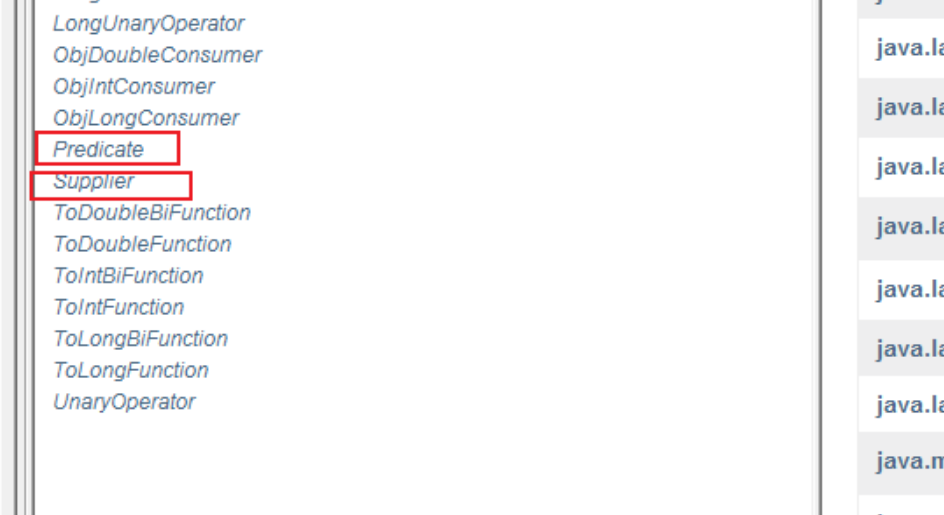 LongUnaryOperator
ObjDoubleConsumer
ObjIntConsumer
ObjLongConsumer
Predicate
Supplier
ToDoubleBiFunction
ToDoubleFunction
ToIntBiFunction
ToIntFunction
ToLongBiFunction
ToLongFunction
UnaryOperator
java.la
java.la
java.la
java.la
java.la
java.la
java.la
java.m